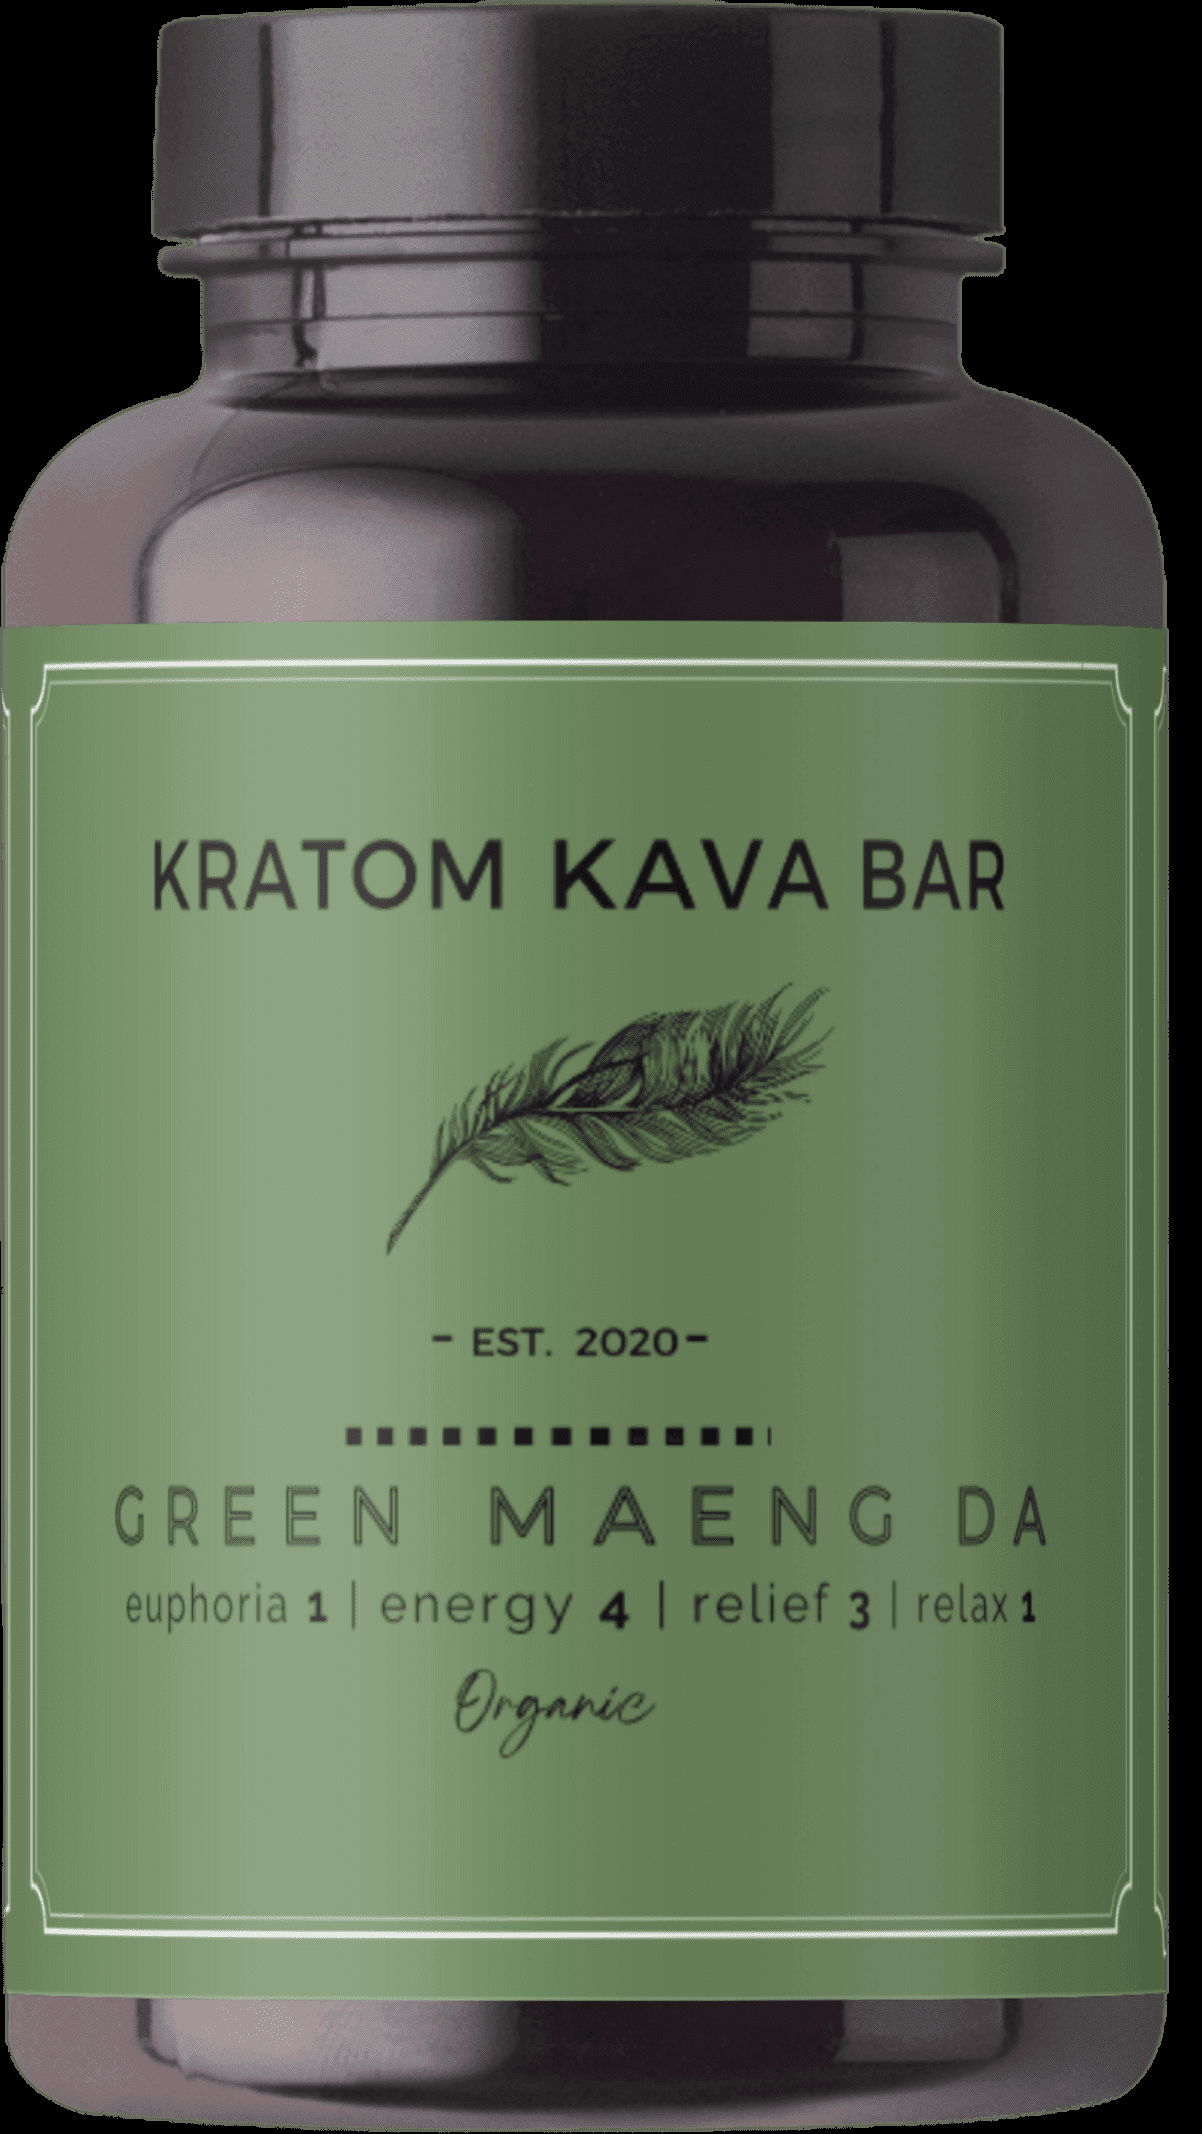 KRATOM KAVA BAR
- EST. 2020-
GREEN MAENG DA
euphoria 1 | energy 4 | relief 3 | relax 1
Organic